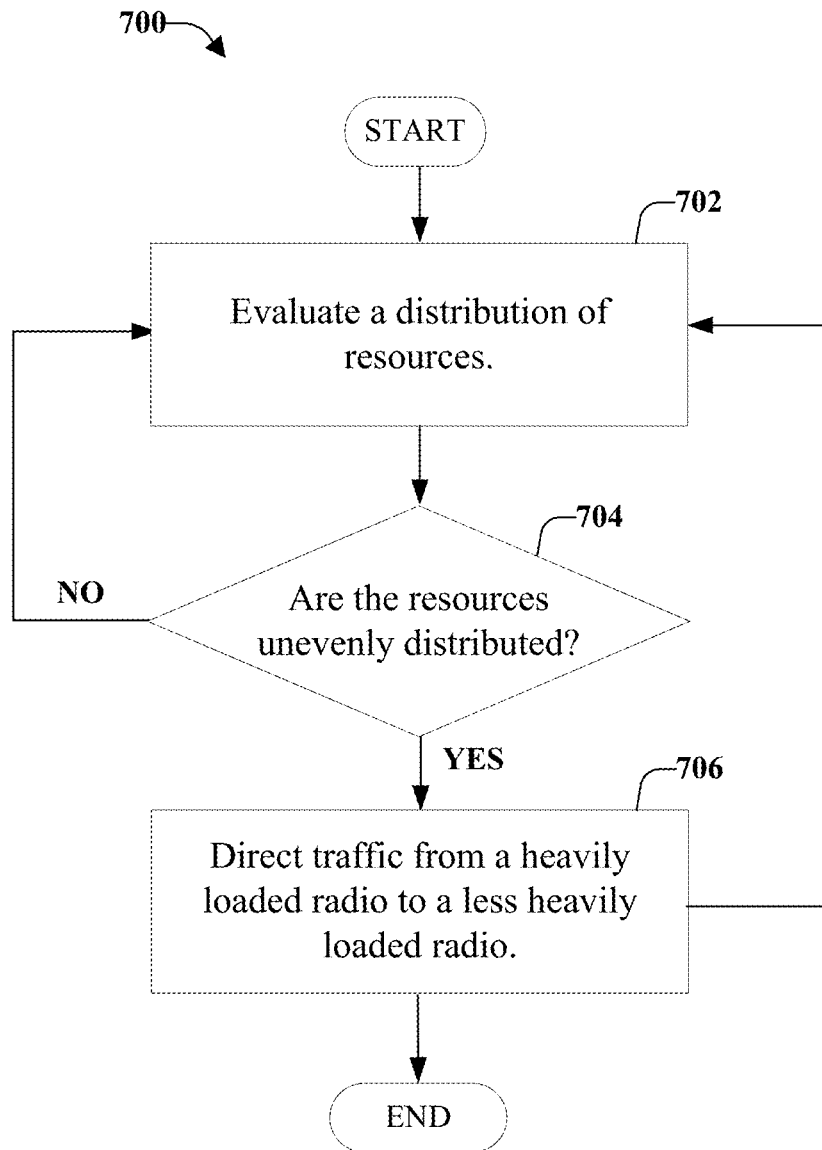 700
START
702
Evaluate a distribution of
resources.
704
Are the resources
unevenly distributed?
NO
YES
706
Direct traffic from a heavily
loaded radio to a less heavily
loaded radio.
END